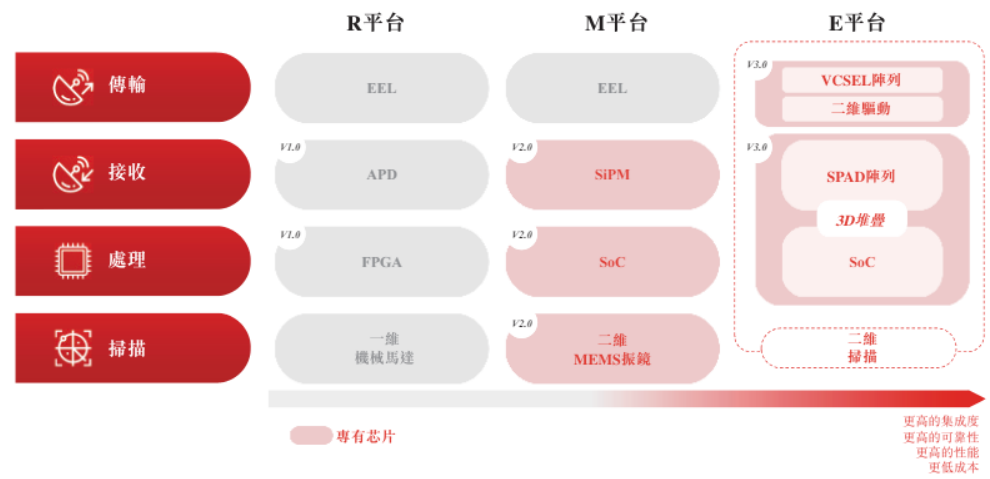 R平台
M平台
E平台
傳輸
EEL
EEL
V3.0
VCSEL陣列
二維驅動
接收
V1.0
APD
V2.0
SiPM
V3.0
SPAD陣列
3D堆疊
處理
V1.0
FPGA
V2.0
SoC
SoC
掃描
一維
機械馬達
V2.0
二維
MEMS振鏡
二維
掃描
專有芯片
更高的集成度
更高的可靠性
更高的性能
更低成本